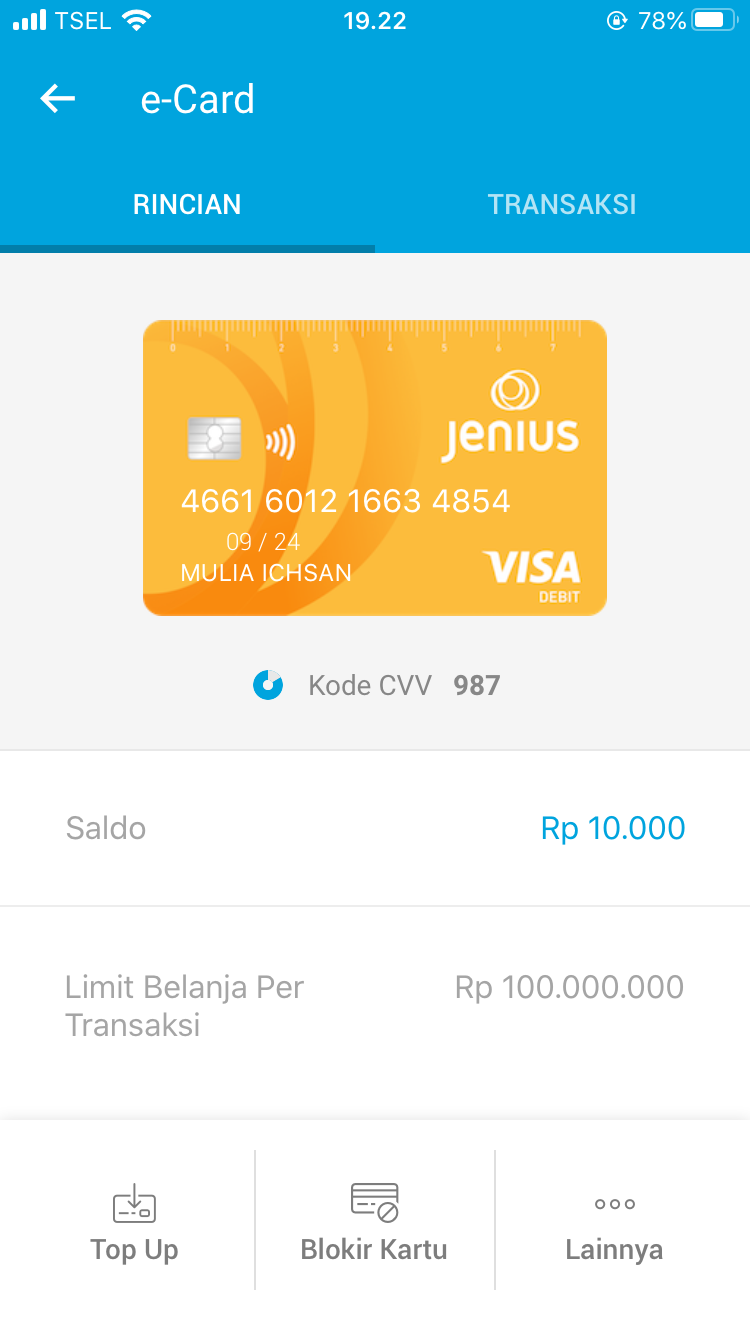 TSEL
19.22
78%
e-Card
RINCIAN
TRANSAKSI
0 1 2 3 4 5 6 7
Jenius
4661 6012 1663 4854
09 / 24
MULIA ICHSAN
VISA
DEBIT
Kode CVV 987
Saldo
Rp 10.000
Limit Belanja Per
Transaksi
Rp 100.000.000
Top Up
Blokir Kartu
Lainnya